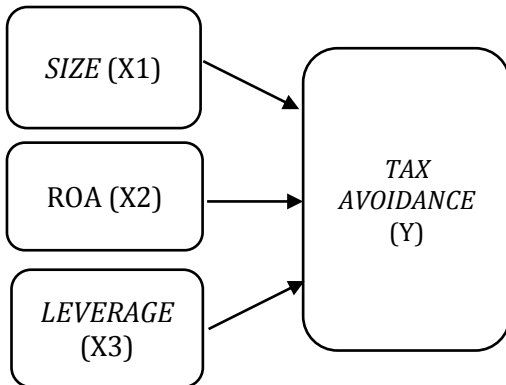 SIZE (X1)
ROA (X2)
LEVERAGE
(X3)
TAX
AVOIDANCE
(Y)